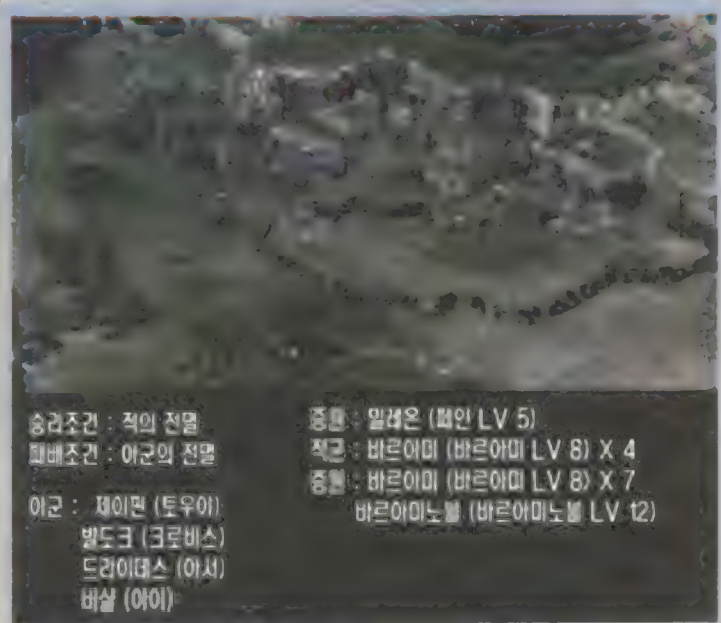 승리조건 : 적의 전멸
패배조건 : 아군의 전멸
아군 : 제이민 (토우야)
발도크 (크로비스)
드라이데스 (아서)
비샬 (아이)
증원 : 밀레온 (LV 5)
적군 : 바르아미 (바르아미 LV 8) X 4
증원 : 바르아미 (바르아미 LV 8) X 7
바르아미노블 (바르아미노블 LV 12)